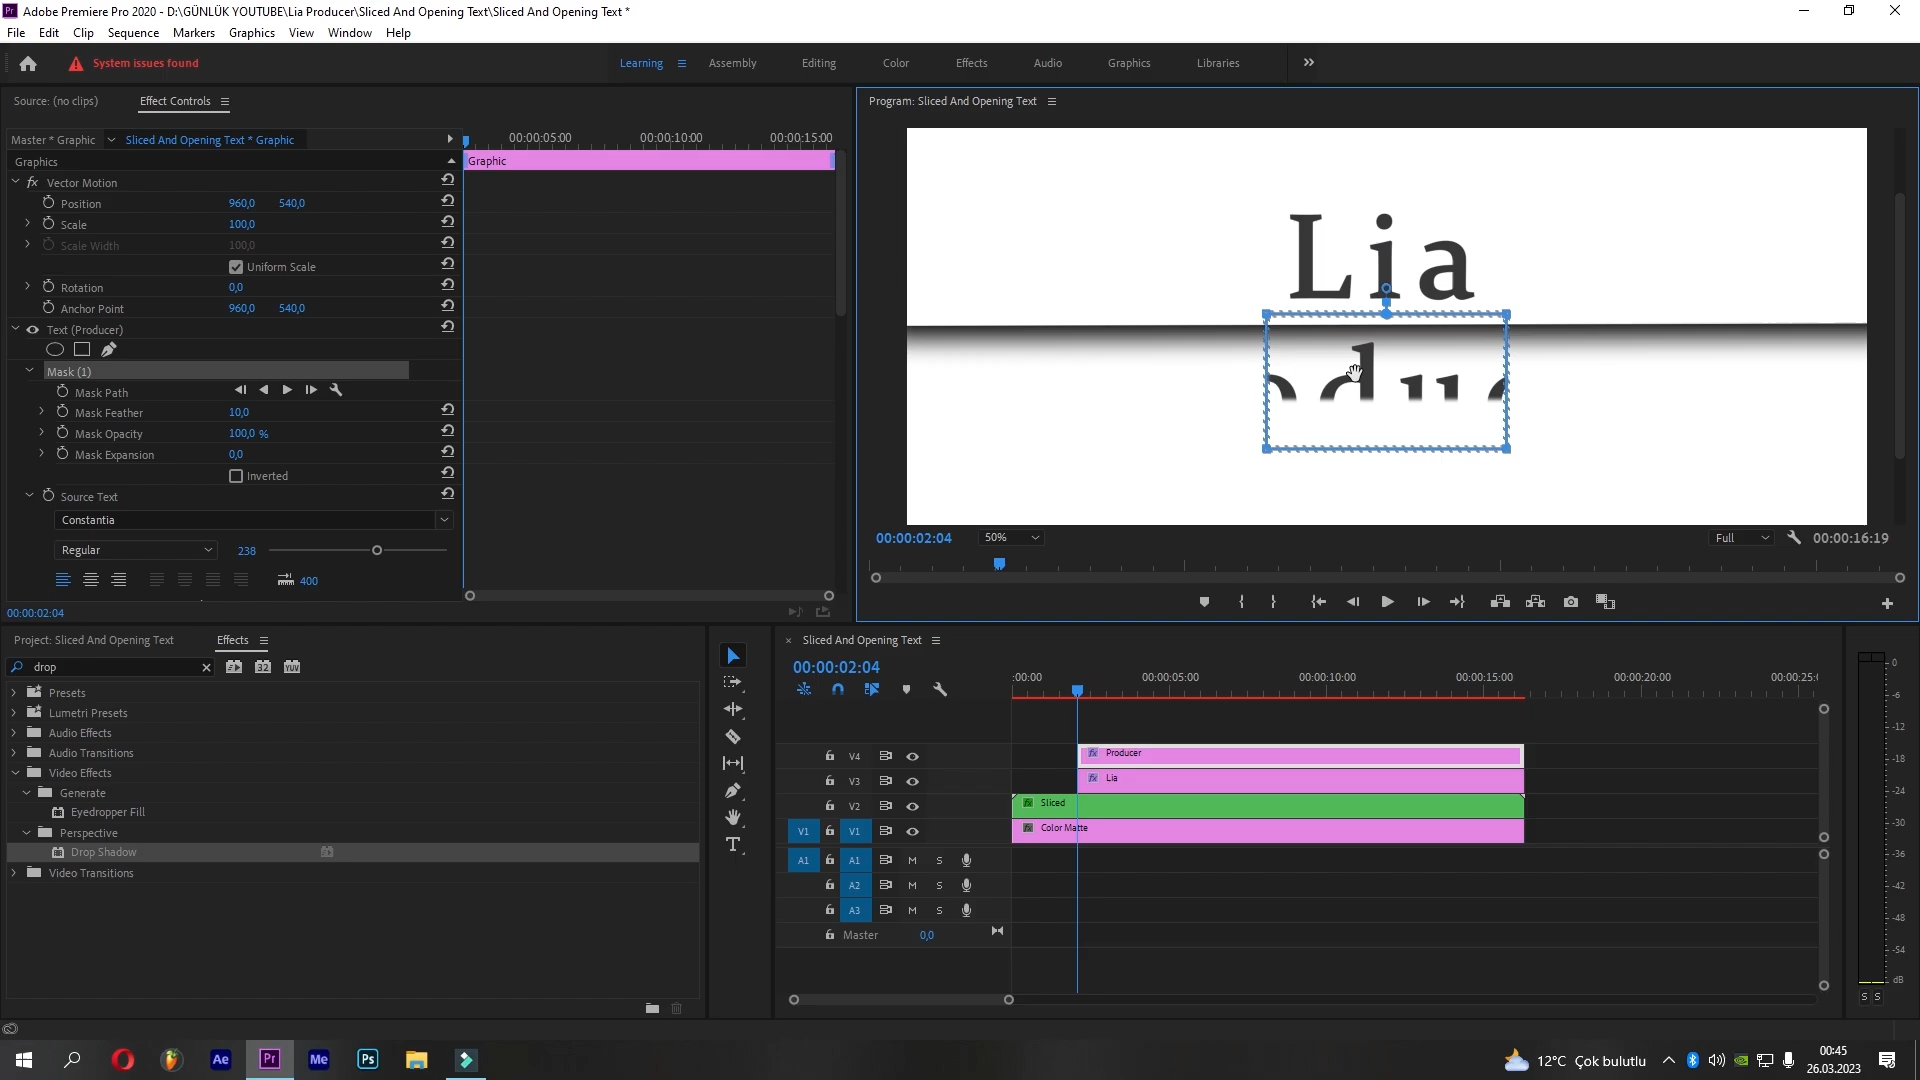 Adobe Premiere Pro 2020 - D:\GÜNLÜK YOUTUBE\Lia Producer\Sliced And Opening Text\Sliced And Opening Text *
File Edit Clip Sequence Markers Graphics View Window Help
System issues found
Learning Assembly Editing Color Effects Audio Graphics Libraries
Source: (no clips) Effect Controls
Master * Graphic Sliced And Opening Text * Graphic
00:00:05:00 00:00:10:00 00:00:15:00
Graphics
Graphic
fx Vector Motion
Position 960,0 540,0
Scale 100,0
Scale Width 100,0
Uniform Scale
Rotation 0,0
Anchor Point 960,0 540,0
Text (Producer)
Mask (1)
Mask Path
Mask Feather 10,0
Mask Opacity 100,0 %
Mask Expansion 0,0
Inverted
Source Text
Constantia
Regular 238
400
00:00:02:04
Program: Sliced And Opening Text
Lia
00:00:02:04 50% Full 00:00:16:19
Project: Sliced And Opening Text Effects
drop
Presets
Lumetri Presets
Audio Effects
Audio Transitions
Video Effects
Generate
Eyedropper Fill
Perspective
Drop Shadow
Video Transitions
Sliced And Opening Text
00:00:02:04
:00:00 00:00:05:00 00:00:10:00 00:00:15:00 00:00:20:00
V4 fx Producer
V3 fx Lia
V2 fx Sliced
V1 V1 fx Color Matte
A1 A1 M S
A2 M S
A3 M S
Master 0,0
0
-6
-12
-18
-24
-30
-36
-42
-48
-54
dB
S S
Ae Pr Me Ps
12°C Çok bulutlu
00:45
26.03.2023